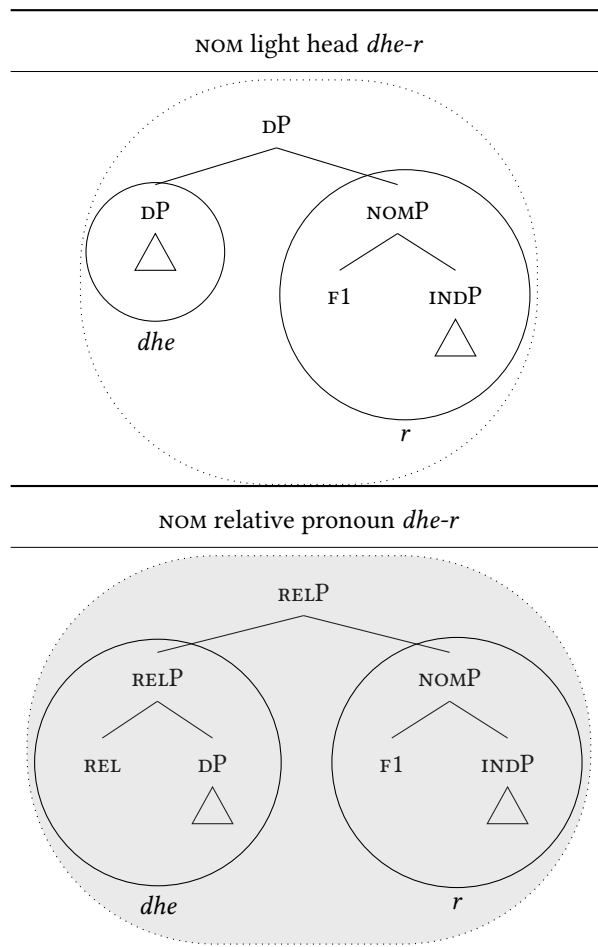 NOM light head dhe-r
DP
DP NOMP
F1 INDP
dhe
r
NOM relative pronoun dhe-r
RELP
RELP NOMP
REL DP F1 INDP
dhe r